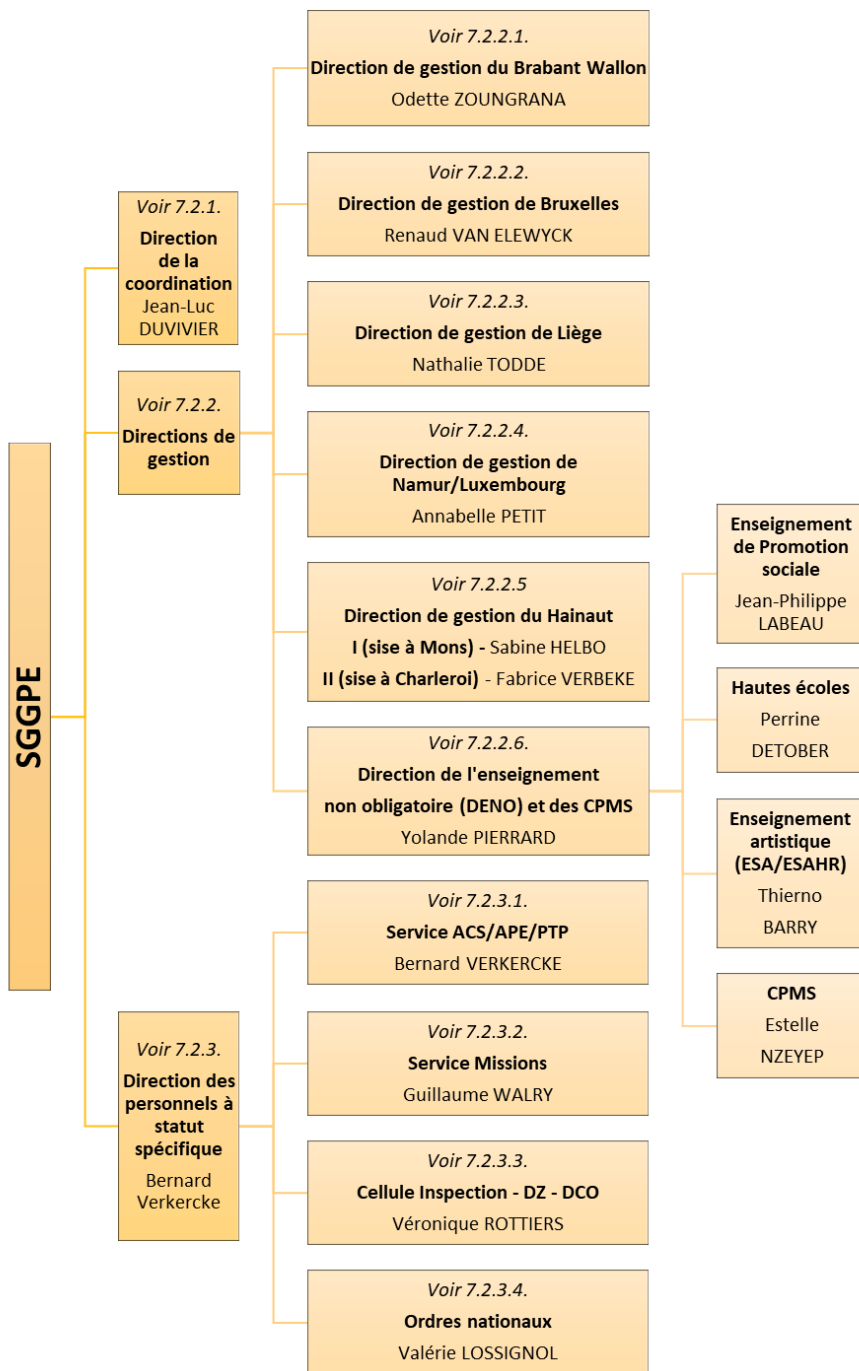 SGGPE
Voir 7.2.1.
Direction
de la
coordination
Jean-Luc
DUVIVIER
Voir 7.2.2.
Directions de
gestion
Voir 7.2.2.1.
Direction de gestion du Brabant Wallon
Odette ZOUNGRANA
Voir 7.2.2.2.
Direction de gestion de Bruxelles
Renaud VAN ELEWYCK
Voir 7.2.2.3.
Direction de gestion de Liège
Nathalie TODDE
Voir 7.2.2.4.
Direction de gestion de
Namur/Luxembourg
Annabelle PETIT
Voir 7.2.2.5
Direction de gestion du Hainaut
I (sise à Mons) - Sabine HELBO
II (sise à Charleroi) - Fabrice VERBEKE
Voir 7.2.2.6.
Direction de l'enseignement
non obligatoire (DENO) et des CPMS
Yolande PIERRARD
Enseignement
de Promotion
sociale
Jean-Philippe
LABEAU
Hautes écoles
Perrine
DETOBER
Enseignement
artistique
(ESA/ESAHR)
Thierno
BARRY
CPMS
Estelle
NZEYEP
Voir 7.2.3.
Direction des
personnels à
statut
spécifique
Bernard
Verkercke
Voir 7.2.3.1.
Service ACS/APE/PTP
Bernard VERKERCKE
Voir 7.2.3.2.
Service Missions
Guillaume WALRY
Voir 7.2.3.3.
Cellule Inspection - DZ - DCO
Véronique ROTTIERS
Voir 7.2.3.4.
Ordres nationaux
Valérie LOSSIGNOL